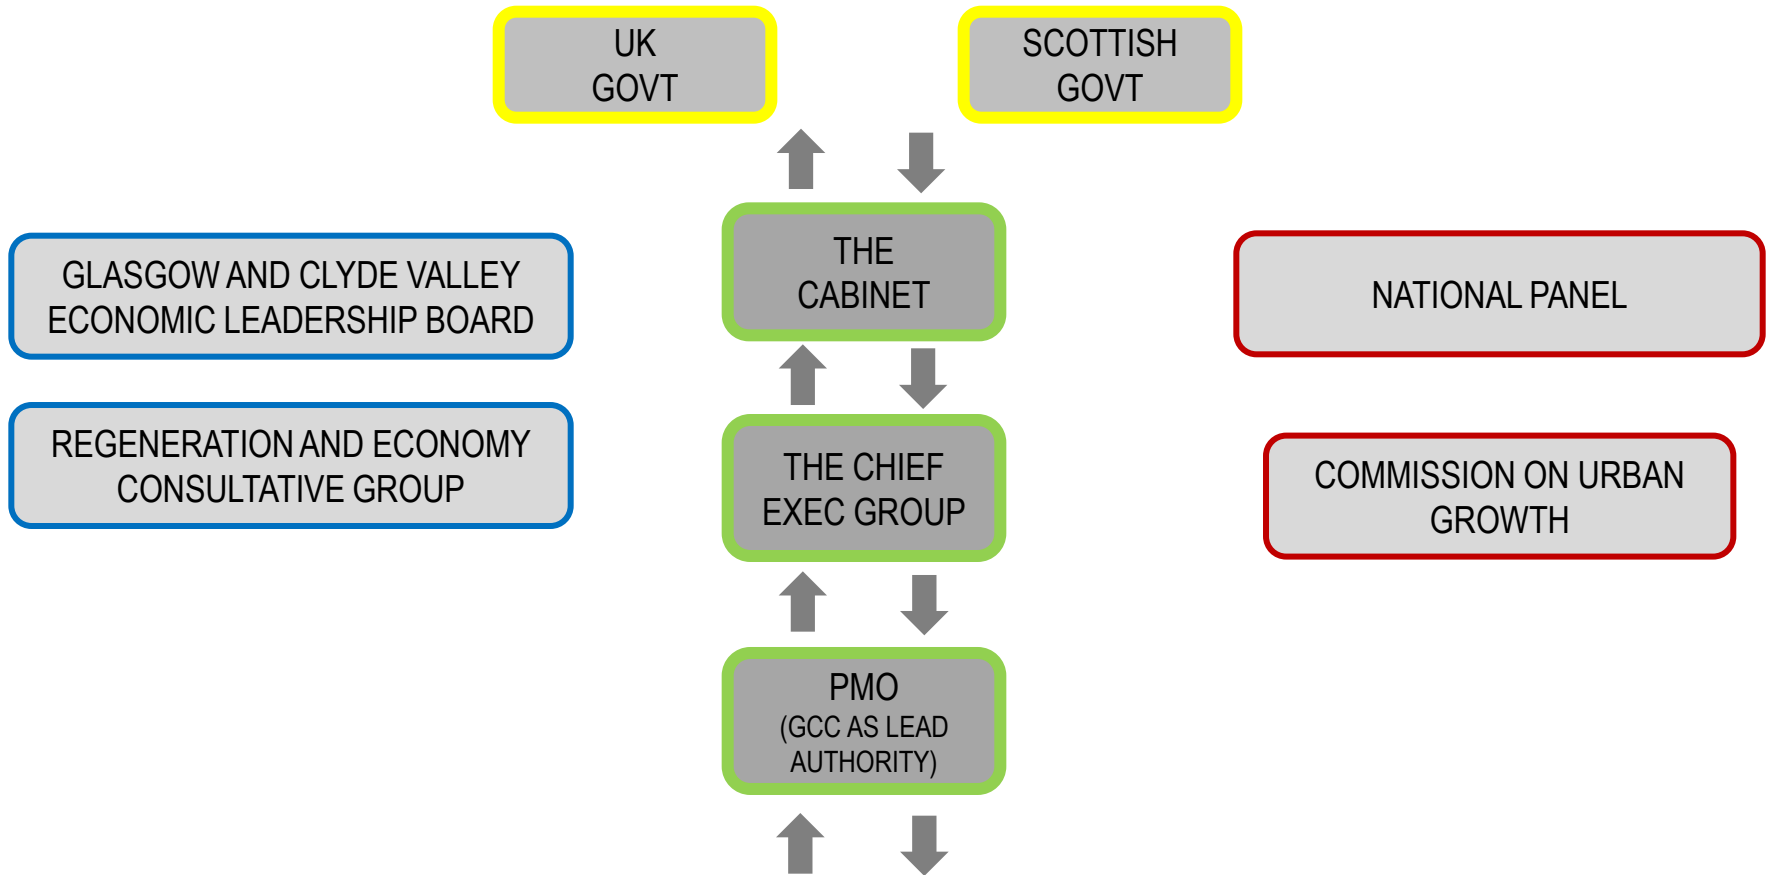 UK
GOVT
SCOTTISH
GOVT
THE
CABINET
GLASGOW AND CLYDE VALLEY
ECONOMIC LEADERSHIP BOARD
NATIONAL PANEL
REGENERATION AND ECONOMY
CONSULTATIVE GROUP
THE CHIEF
EXEC GROUP
COMMISSION ON URBAN
GROWTH
PMO
(GCC AS LEAD
AUTHORITY)